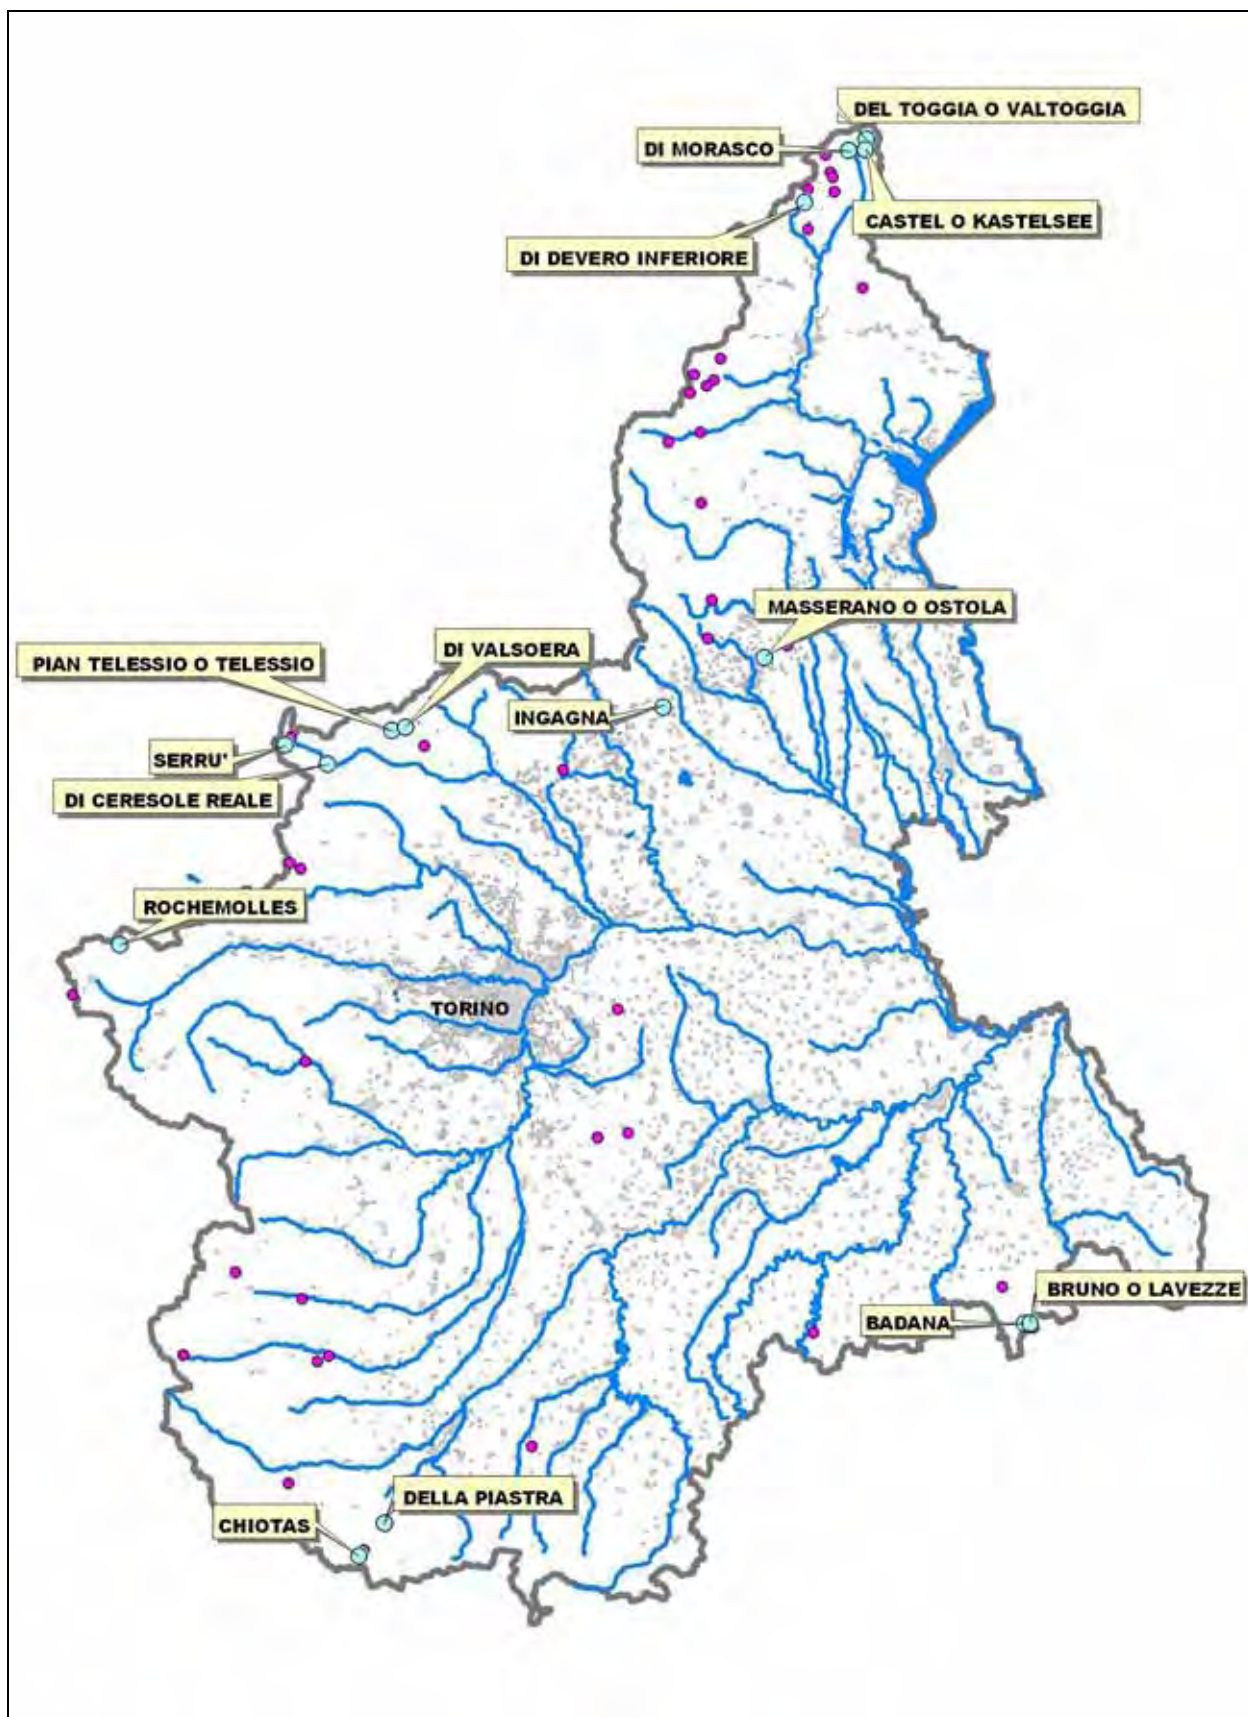 DEL TOGGIA O VALTOGGIA
DI MORASCO
CASTEL O KASTELSEE
DI DEVERO INFERIORE
MASSERANO O OSTOLA
DI VALSOERA
PIAN TELESSIO O TELESSIO
INGAGNA
SERRU'
DI CERESOLE REALE
ROCHEMOLLES
TORINO
BRUNO O LAVEZZE
BADANA
DELLA PIASTRA
CHIOTAS